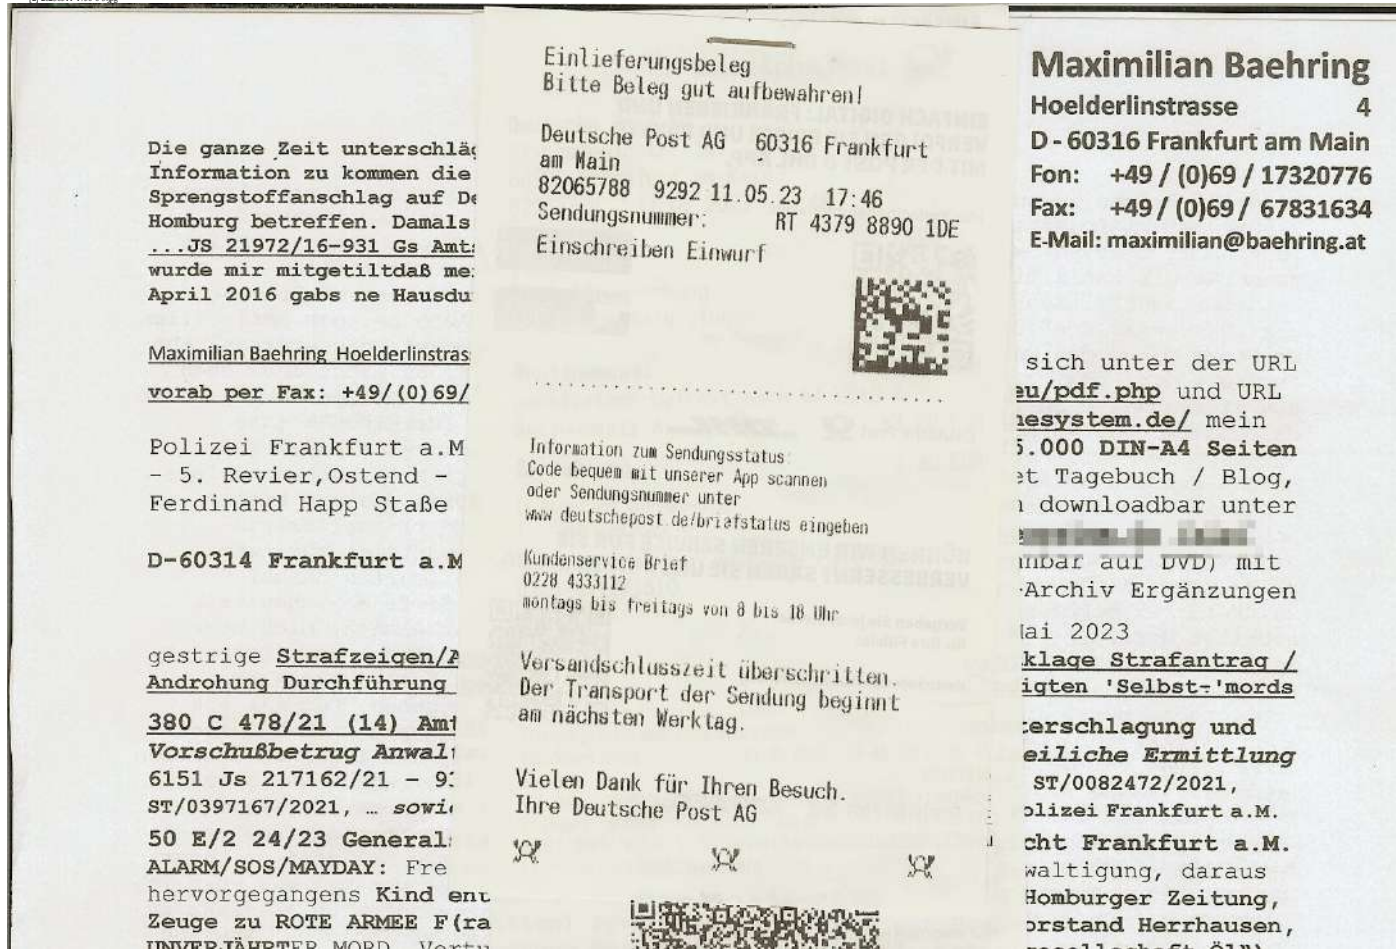 Einlieferungsbeleg
Bitte Beleg gut aufbewahren!
Deutsche Post AG 60316 Frankfurt
am Main
82065788 9292 11.05.23 17:46
Sendungsnummer: RT 4379 8890 1DE
Einschreiben Einwurf
Information zum Sendungsstatus:
Code bequem mit unserer App scannen
oder Sendungsnummer unter
www deutschepost de/briefstatus eingeben
Kundenservice Brief
0228 4333112
montags bis freitags von 8 bis 18 Uhr
Versandschlusszeit überschritten.
Der Transport der Sendung beginnt
am nächsten Werktag.
Vielen Dank für Ihren Besuch.
Ihre Deutsche Post AG
Maximilian Baehring
Hoelderlinstrasse 4
D - 60316 Frankfurt am Main
Fon: +49 / (0)69 / 17320776
Fax: +49 / (0)69 / 67831634
E-Mail: maximilian@baehring.at
Die ganze Zeit unterschläg
Information zu kommen die
Sprengstoffanschlag auf De
Homburg betreffen. Damals
...JS 21972/16-931 Gs Amts
wurde mir mitgetiltdaß me
April 2016 gabs ne Hausdu
Maximilian Baehring Hoelderlinstras
vorab per Fax: +49/(0)69/
Polizei Frankfurt a.M
- 5. Revier,Ostend -
Ferdinand Happ Staße
D-60314 Frankfurt a.M
gestrige Strafzeigen/A
Androhung Durchführung
380 C 478/21 (14) Amt
Vorschußbetrug Anwal
6151 Js 217162/21 - 9
ST/0397167/2021, … sowi
50 E/2 24/23 General
ALARM/SOS/MAYDAY: Fre
hervorgegangens Kind ent
Zeuge zu ROTE ARMEE F(ra
UNVERJÄHRTER MORD
sich unter der URL
eu/pdf.php und URL
nesystem.de/ mein
5.000 DIN-A4 Seiten
et Tagebuch / Blog,
downloadbar unter
nbar auf DVD) mit
-Archiv Ergänzungen
ai 2023
klage Strafantrag /
igten 'Selbst-'mords
terschlagung und
eiliche Ermittlung
ST/0082472/2021,
olizei Frankfurt a.M.
cht Frankfurt a.M.
waltigung, daraus
Homburger Zeitung,
orstand Herrhausen,